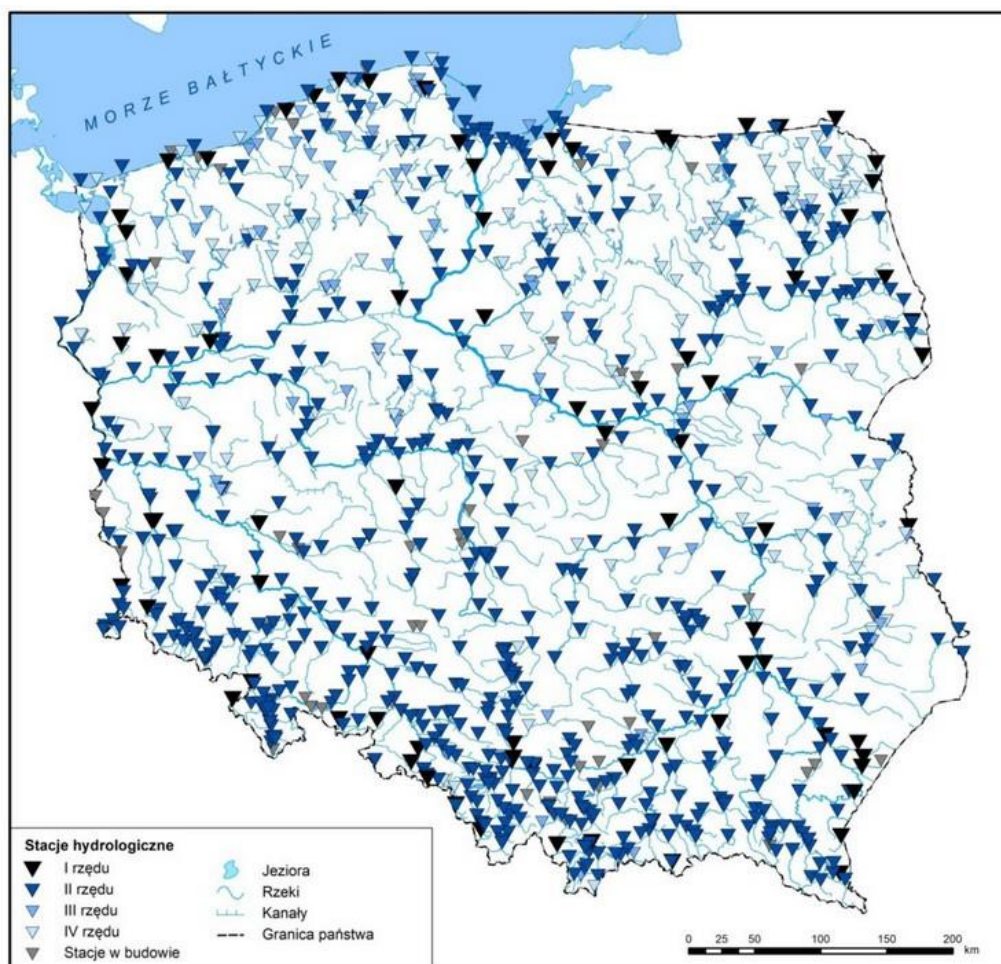 MORZE BAŁTYCKIE
Stacje hydrologiczne
I rzędu
II rzędu
III rzędu
IV rzędu
Stacje w budowie
Jeziora
Rzeki
Kanały
Granica państwa
0 25 50 100 150 200
km